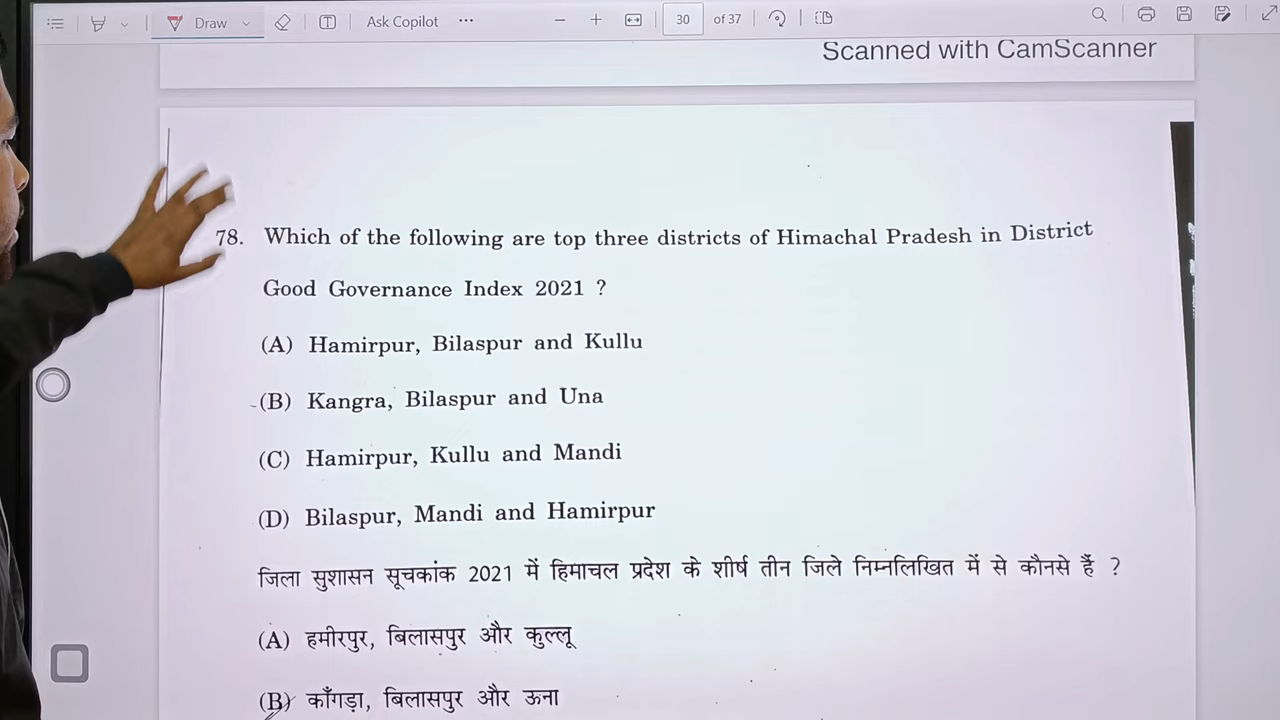 Draw
Ask Copilot
30 of 37
Scanned with CamScanner
78. Which of the following are top three districts of Himachal Pradesh in District
Good Governance Index 2021 ?
(A) Hamirpur, Bilaspur and Kullu
(B) Kangra, Bilaspur and Una
(C) Hamirpur, Kullu and Mandi
(D) Bilaspur, Mandi and Hamirpur
जिला सुशासन सूचकांक 2021 में हिमाचल प्रदेश के शीर्ष तीन जिले निम्नलिखित में से कौनसे हैं ?
(A) हमीरपुर, बिलासपुर और कुल्लू
(B) काँगड़ा, बिलासपुर और ऊना